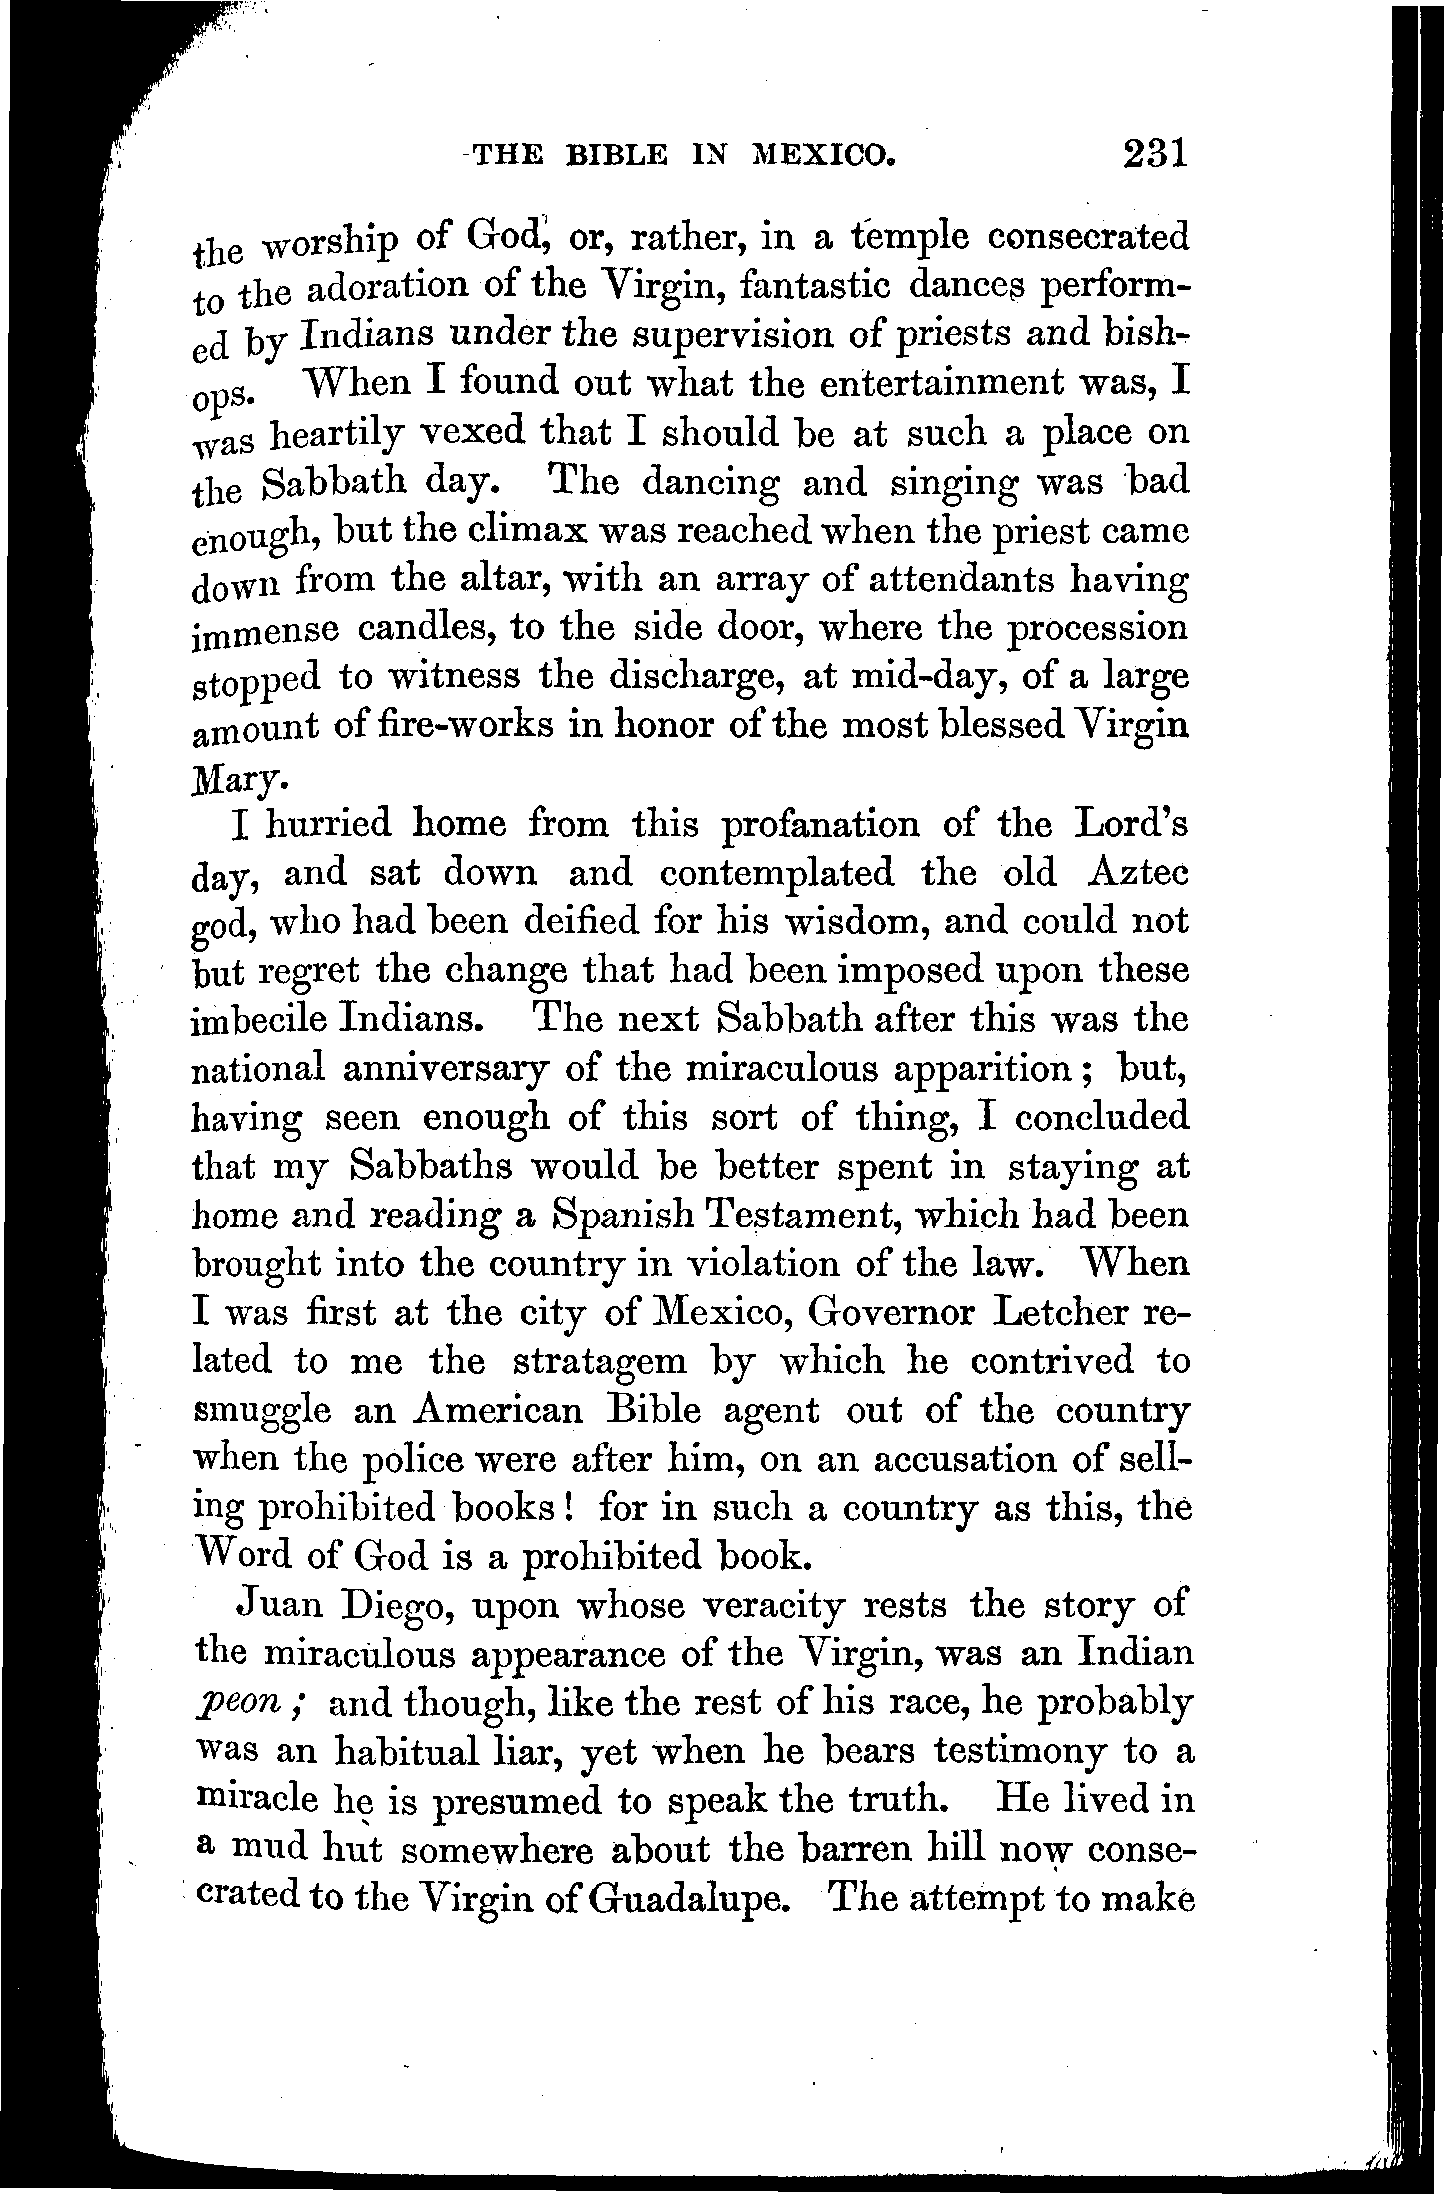 THE BIBLE IN MEXICO. 231
the worship of God, or, rather, in a temple consecrated
to the adoration of the Virgin, fantastic dances perform-
ed by Indians under the supervision of priests and bish-
ops. When I found out what the entertainment was, I
was heartily vexed that I should be at such a place on
the Sabbath day. The dancing and singing was bad
enough, but the climax was reached when the priest came
down from the altar, with an array of attendants having
immense candles, to the side door, where the procession
stopped to witness the discharge, at mid-day, of a large
amount of fire-works in honor of the most blessed Virgin
Mary.
I hurried home from this profanation of the Lord's
day, and sat down and contemplated the old Aztec
god, who had been deified for his wisdom, and could not
but regret the change that had been imposed upon these
imbecile Indians. The next Sabbath after this was the
national anniversary of the miraculous apparition; but,
having seen enough of this sort of thing, I concluded
that my Sabbaths would be better spent in staying at
home and reading a Spanish Testament, which had been
brought into the country in violation of the law. When
I was first at the city of Mexico, Governor Letcher re-
lated to me the stratagem by which he contrived to
smuggle an American Bible agent out of the country
when the police were after him, on an accusation of sell-
ing prohibited books! for in such a country as this, the
Word of God is a prohibited book.
Juan Diego, upon whose veracity rests the story of
the miraculous appearance of the Virgin, was an Indian
peon; and though, like the rest of his race, he probably
was an habitual liar, yet when he bears testimony to a
miracle he is presumed to speak the truth. He lived in
a mud hut somewhere about the barren hill now conse-
crated to the Virgin of Guadalupe. The attempt to make